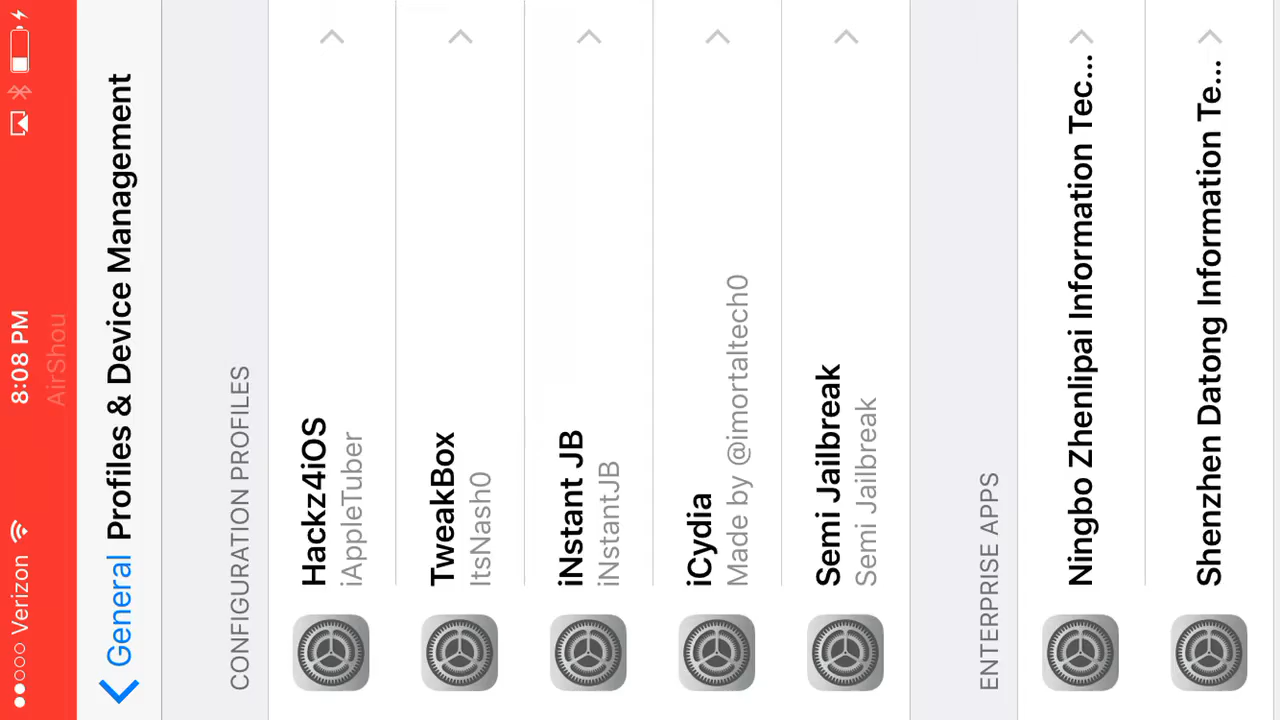 Verizon 8:08 PM
AirShou
General Profiles & Device Management
CONFIGURATION PROFILES
Hackz4iOS
iAppleTuber
TweakBox
ItsNash0
iNstant JB
iNstantJB
iCydia
Made by @imortaltech0
Semi Jailbreak
Semi Jailbreak
ENTERPRISE APPS
Ningbo Zhenlipai Information Tec...
Shenzhen Datong Information Te...